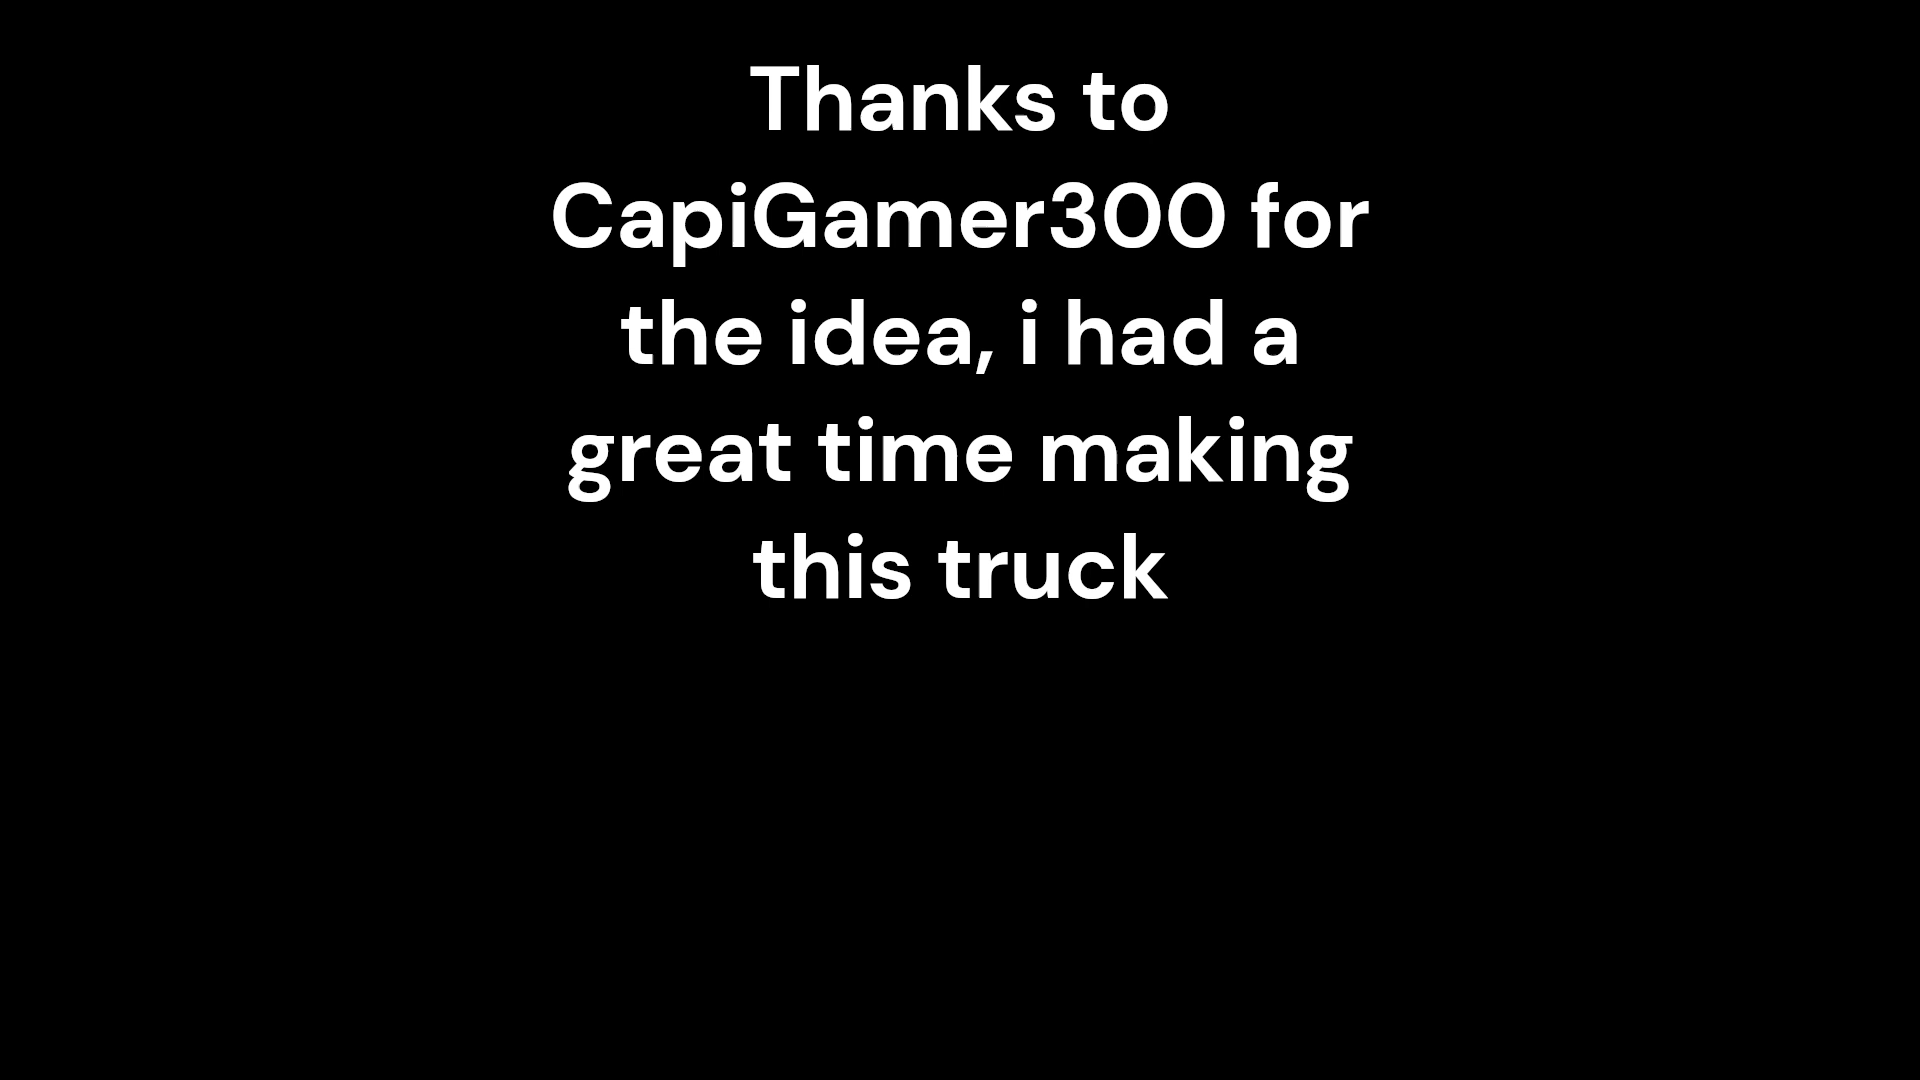 Thanks to
CapiGamer300 for
the idea, i had a
great time making
this truck